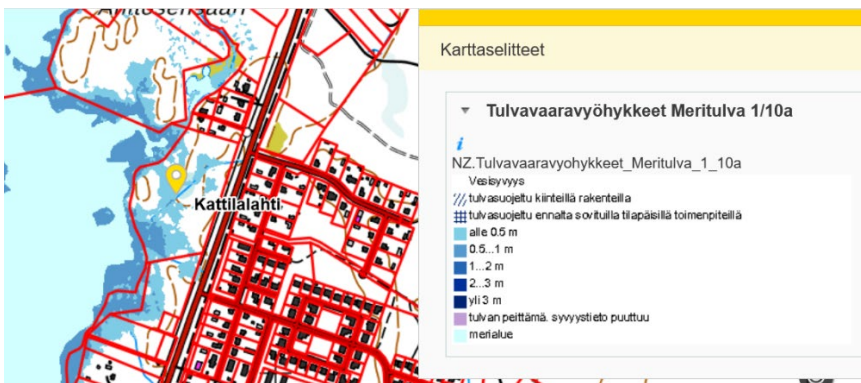 Kattilalahti
Karttaselitteet
Tulvavaaravyöhykkeet Meritulva 1/10a
NZ.Tulvavaaravyohykkeet_Meritulva_1_10a
Vesisyvyys
tulvasuojeltu kiinteillä rakenteilla
tulvasuojeltu ennalta sovituilla tilapäisillä toimenpiteillä
alle 0.5 m
0.5...1 m
1...2 m
2...3 m
yli 3 m
tulvan peittämä. syvyystieto puuttuu
merialue